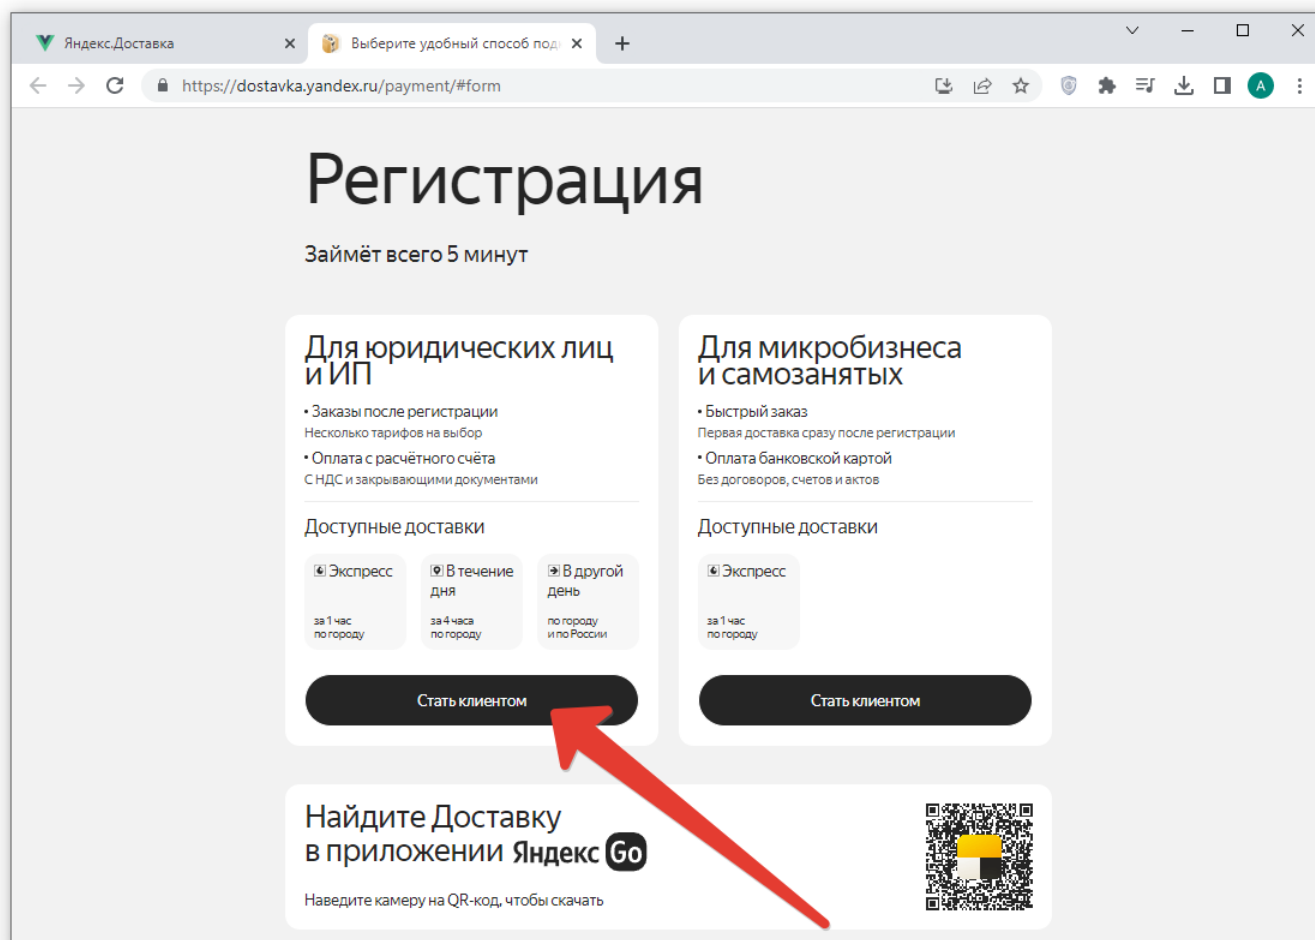 Яндекс.Доставка
Выберите удобный способ под
https://dostavka.yandex.ru/payment/#form
A
Регистрация
Займёт всего 5 минут
Для юридических лиц
и ИП
• Заказы после регистрации
Несколько тарифов на выбор
• Оплата с расчётного счёта
С НДС и закрывающими документами
Доступные доставки
Экспресс
за 1 час
по городу
В течение
дня
за 4 часа
по городу
В другой
день
по городу
и по России
Стать клиентом
Для микробизнеса
и самозанятых
• Быстрый заказ
Первая доставка сразу после регистрации
• Оплата банковской картой
Без договоров, счетов и актов
Доступные доставки
Экспресс
за 1 час
по городу
Стать клиентом
Найдите Доставку
в приложении Яндекс Go
Наведите камеру на QR-код, чтобы скачать